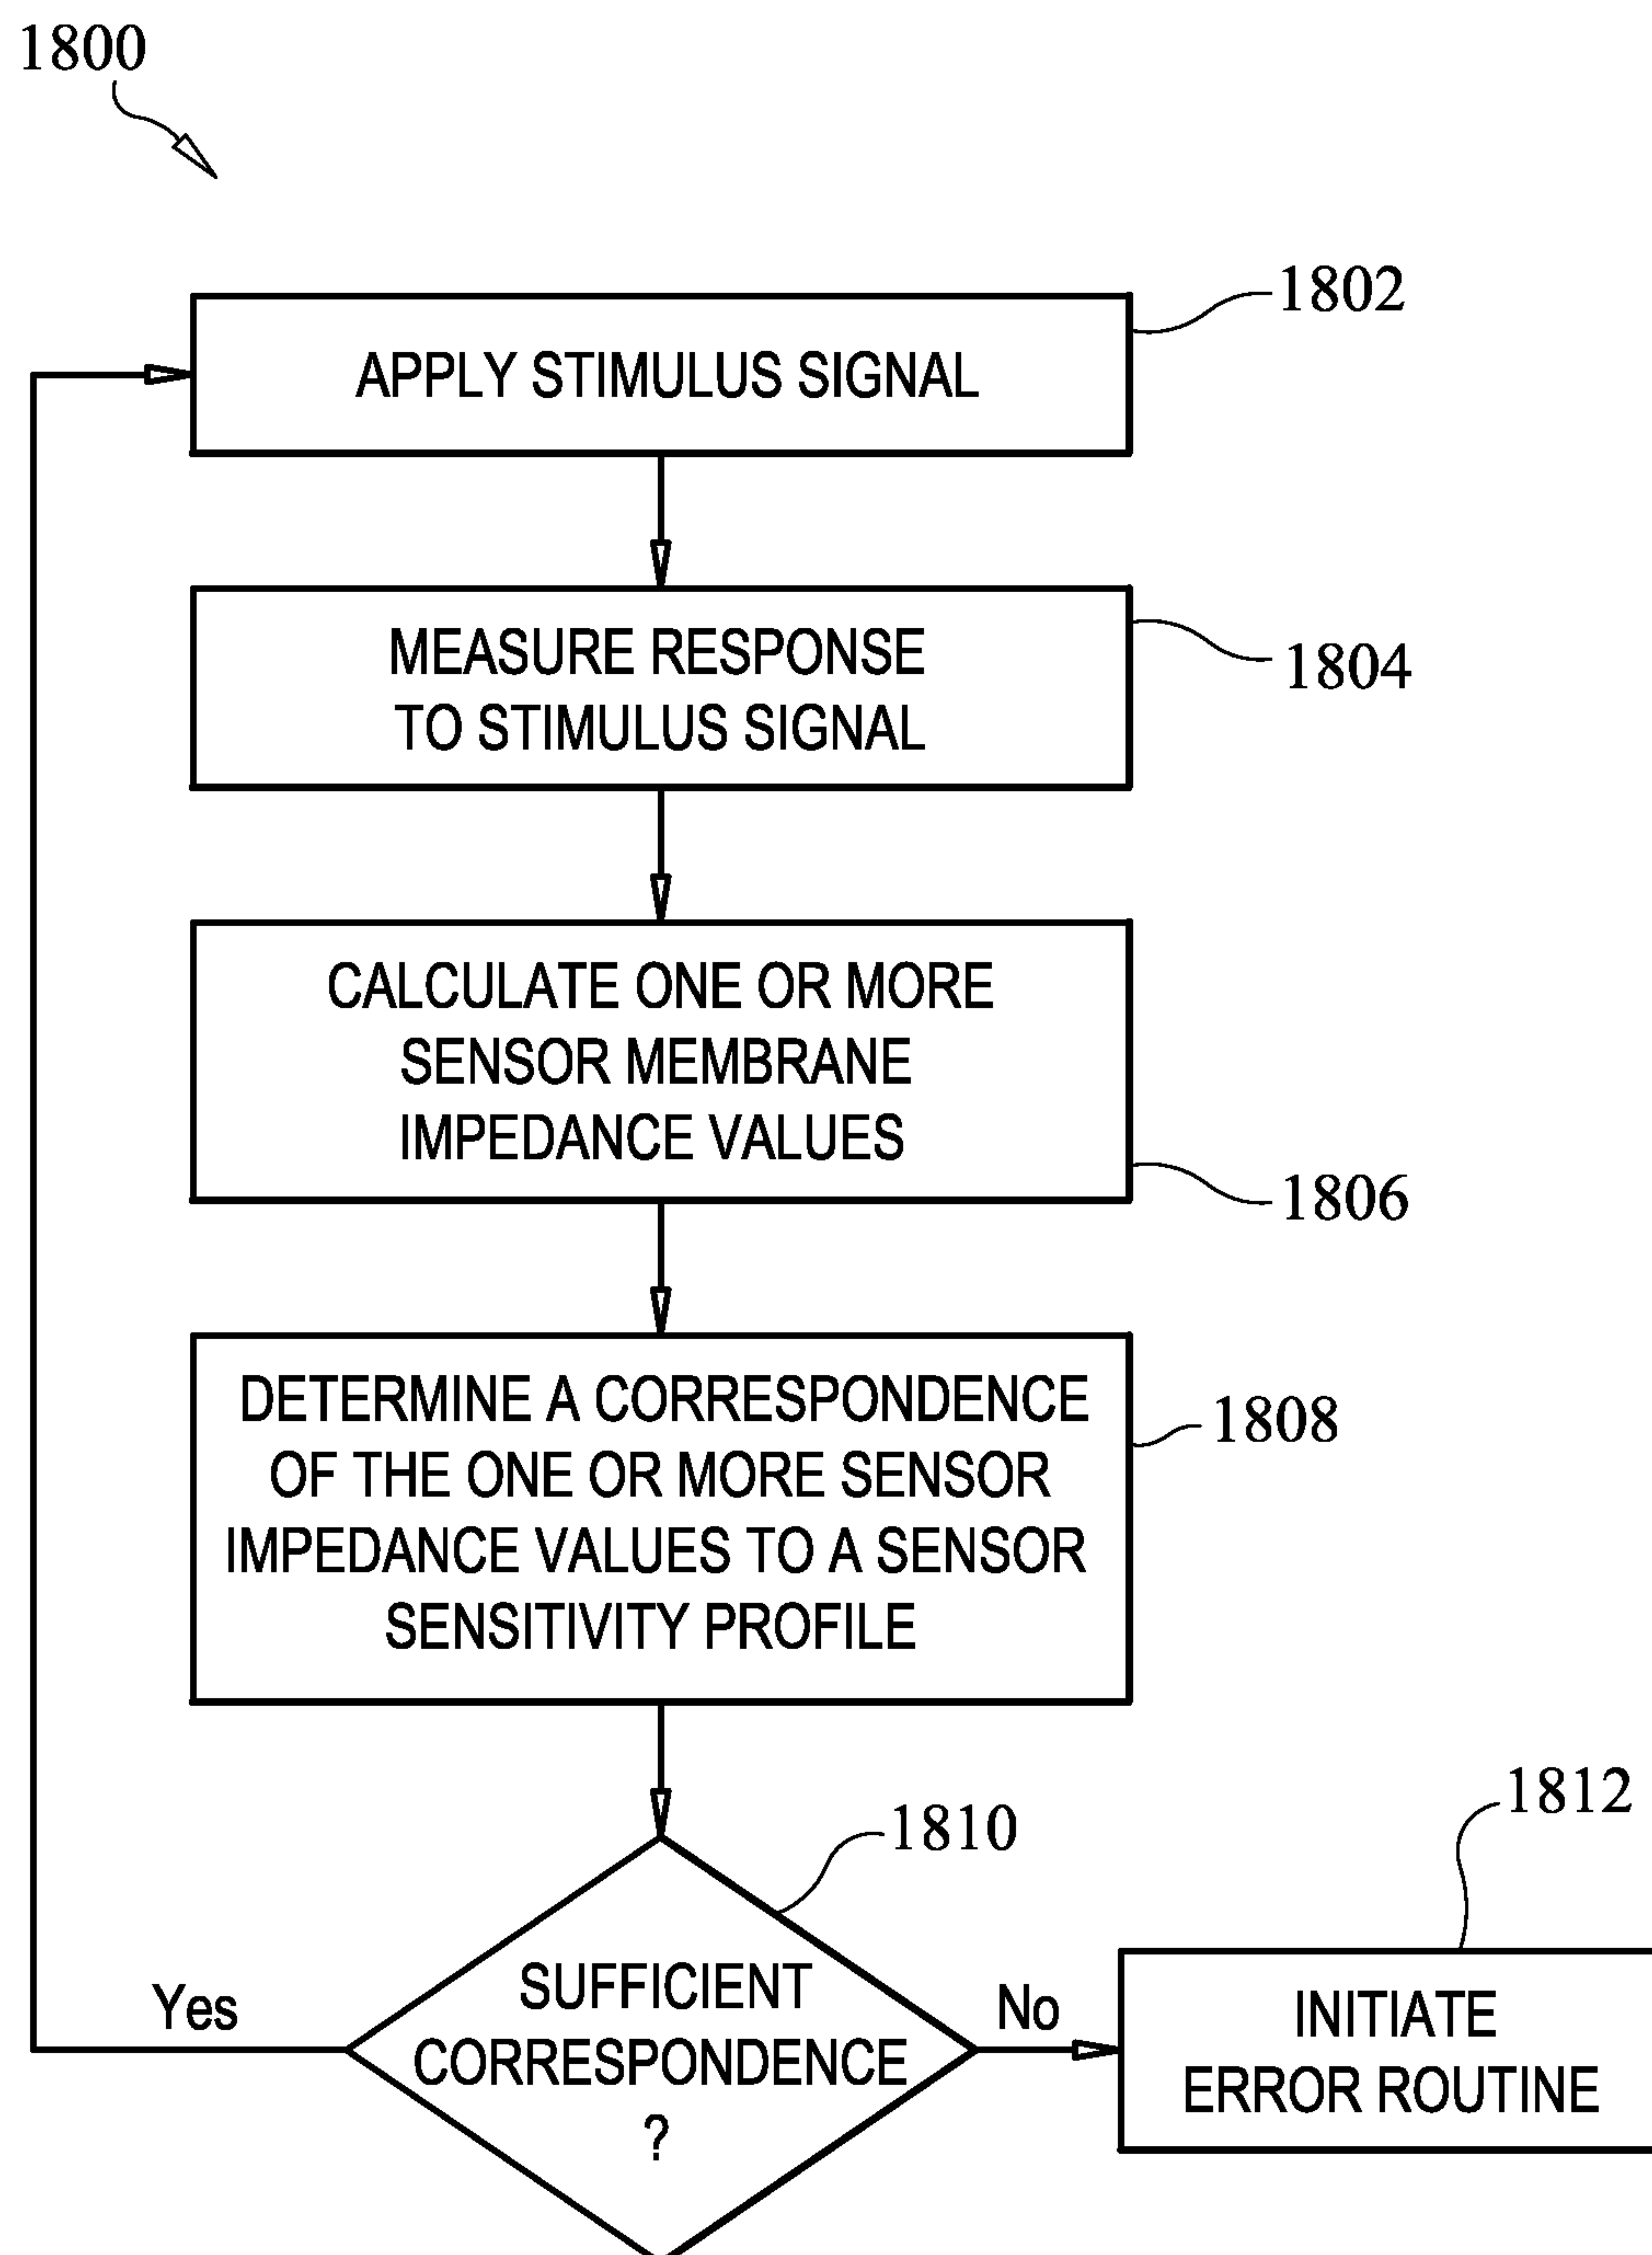 1800
1802
APPLY STIMULUS SIGNAL
MEASURE RESPONSE
TO STIMULUS SIGNAL
1804
CALCULATE ONE OR MORE
SENSOR MEMBRANE
IMPEDANCE VALUES
1806
DETERMINE A CORRESPONDENCE
OF THE ONE OR MORE SENSOR
IMPEDANCE VALUES TO A SENSOR
SENSITIVITY PROFILE
1808
1810
1812
Yes
SUFFICIENT
CORRESPONDENCE
?
No
INITIATE
ERROR ROUTINE